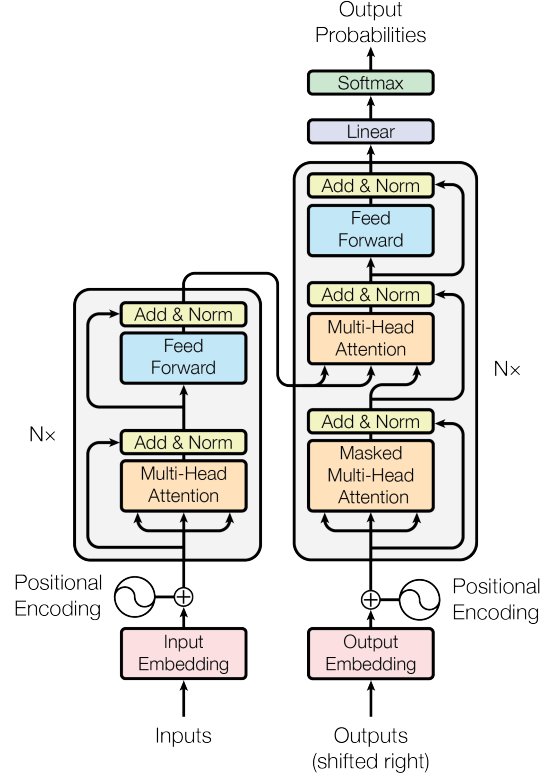 Output
Probabilities
Softmax
Linear
Add & Norm
Feed
Forward
Add & Norm
Multi-Head
Attention
Add & Norm
Masked
Multi-Head
Attention
N×
Add & Norm
Feed
Forward
Add & Norm
Multi-Head
Attention
N×
Positional
Encoding
Positional
Encoding
Input
Embedding
Output
Embedding
Inputs
Outputs
(shifted right)